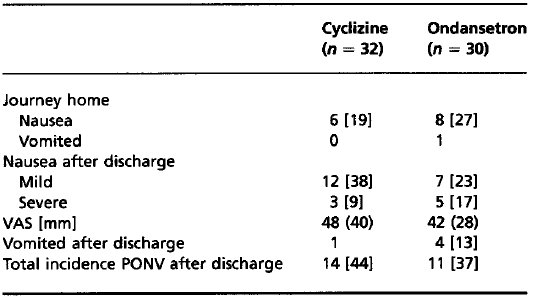 Cyclizine Ondansetron
(n = 32) (n = 30)
Journey home
Nausea 6 [19] 8 [27]
Vomited 0 1
Nausea after discharge
Mild 12 [38] 7 [23]
Severe 3 [9] 5 [17]
VAS [mm] 48 (40) 42 (28)
Vomited after discharge 1 4 [13]
Total incidence PONV after discharge 14 [44] 11 [37]